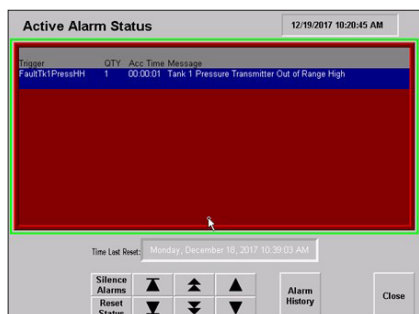 Active Alarm Status
12/19/2017 10:20:45 AM
Trigger QTY Acc Time Message
FaultTk1PressHH 1 00:00:01 Tank 1 Pressure Transmitter Out of Range High
Time Last Reset: Monday, December 18, 2017 10:39:03 AM
Silence Alarms
Reset Status
Alarm History
Close